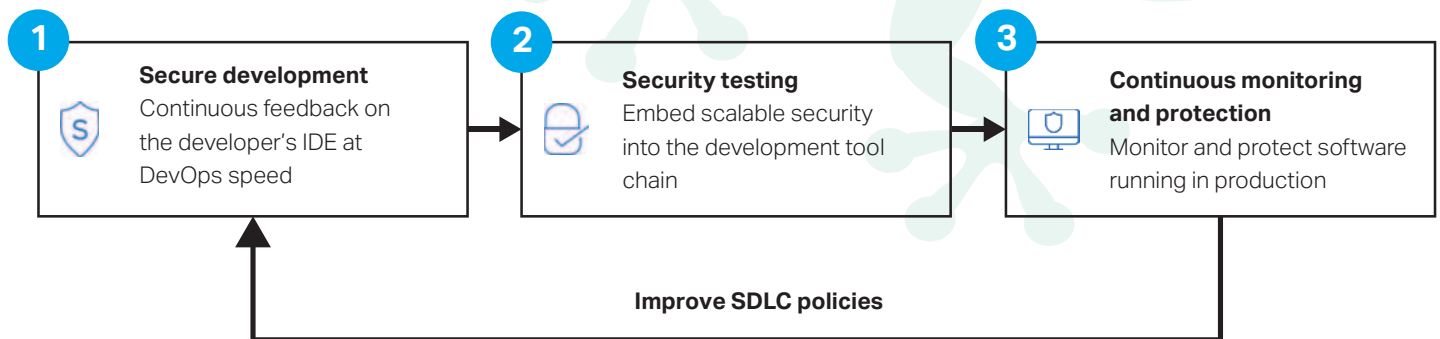 1
Secure development
Continuous feedback on
the developer’s IDE at
DevOps speed
S
2
Security testing
Embed scalable security
into the development tool
chain
3
Continuous monitoring
and protection
Monitor and protect software
running in production
Improve SDLC policies